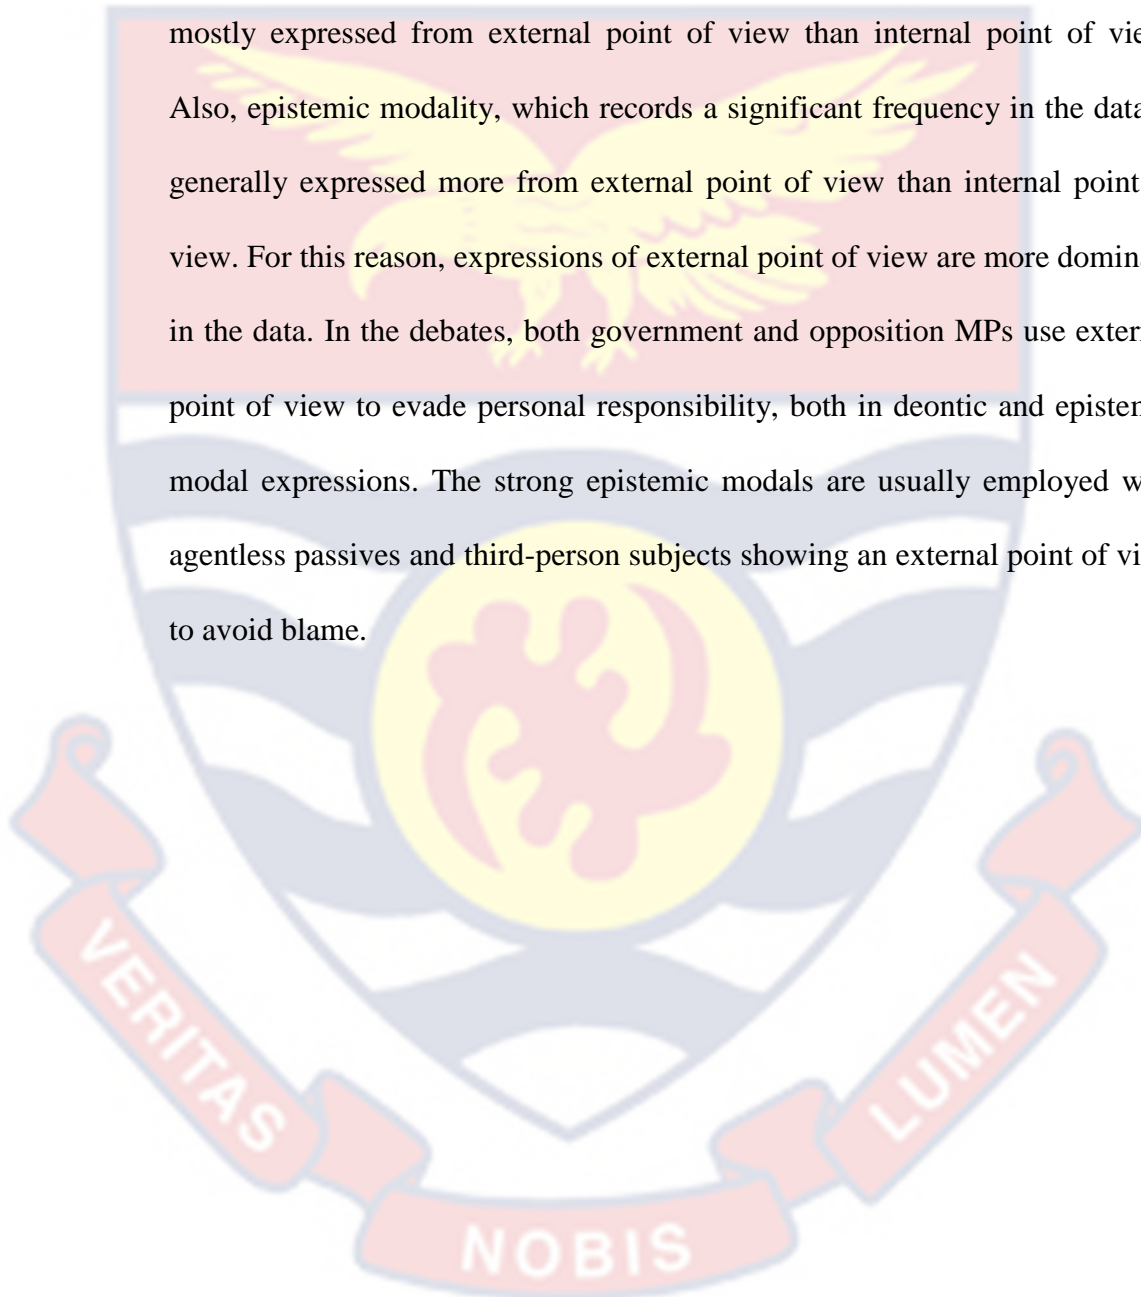 mostly expressed from external point of view than internal point of vie
Also, epistemic modality, which records a significant frequency in the data
generally expressed more from external point of view than internal point
view. For this reason, expressions of external point of view are more domina
in the data. In the debates, both government and opposition MPs use extern
point of view to evade personal responsibility, both in deontic and epistem
modal expressions. The strong epistemic modals are usually employed w
agentless passives and third-person subjects showing an external point of vi
to avoid blame.
VERITAS
NOBIS
LUMEN